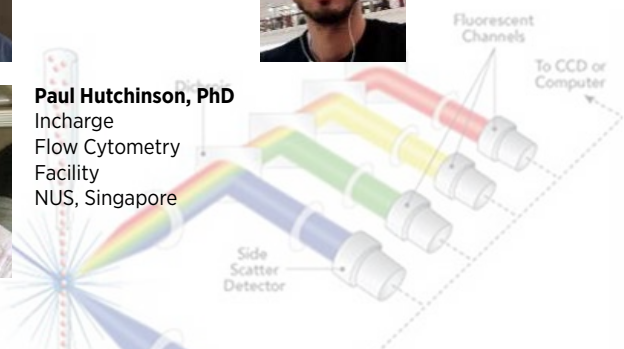 Fluorescent
Channels
To CCD or
Computer
Paul Hutchinson, PhD
Incharge
Flow Cytometry
Facility
NUS, Singapore
Side
Scatter
Detector